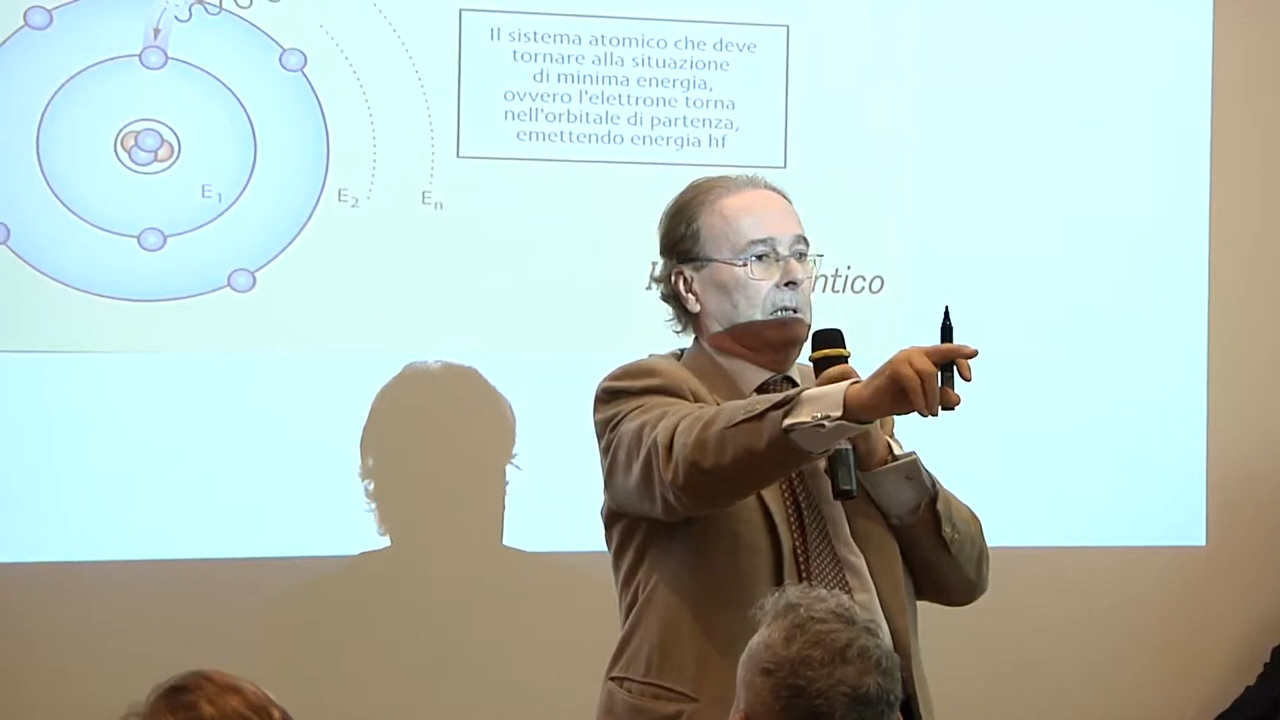 Il sistema atomico che deve
tornare alla situazione
di minima energia,
ovvero l'elettrone torna
nell'orbitale di partenza,
emettendo energia hf
E1
E2
En